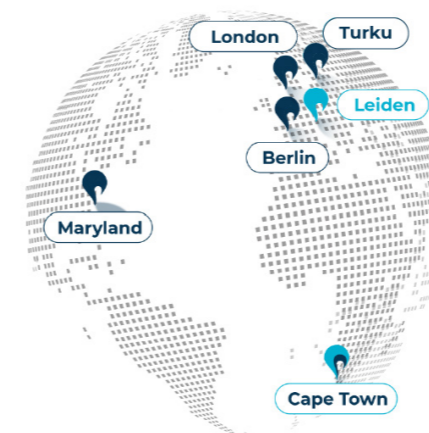 London
Turku
Leiden
Berlin
Maryland
Cape Town